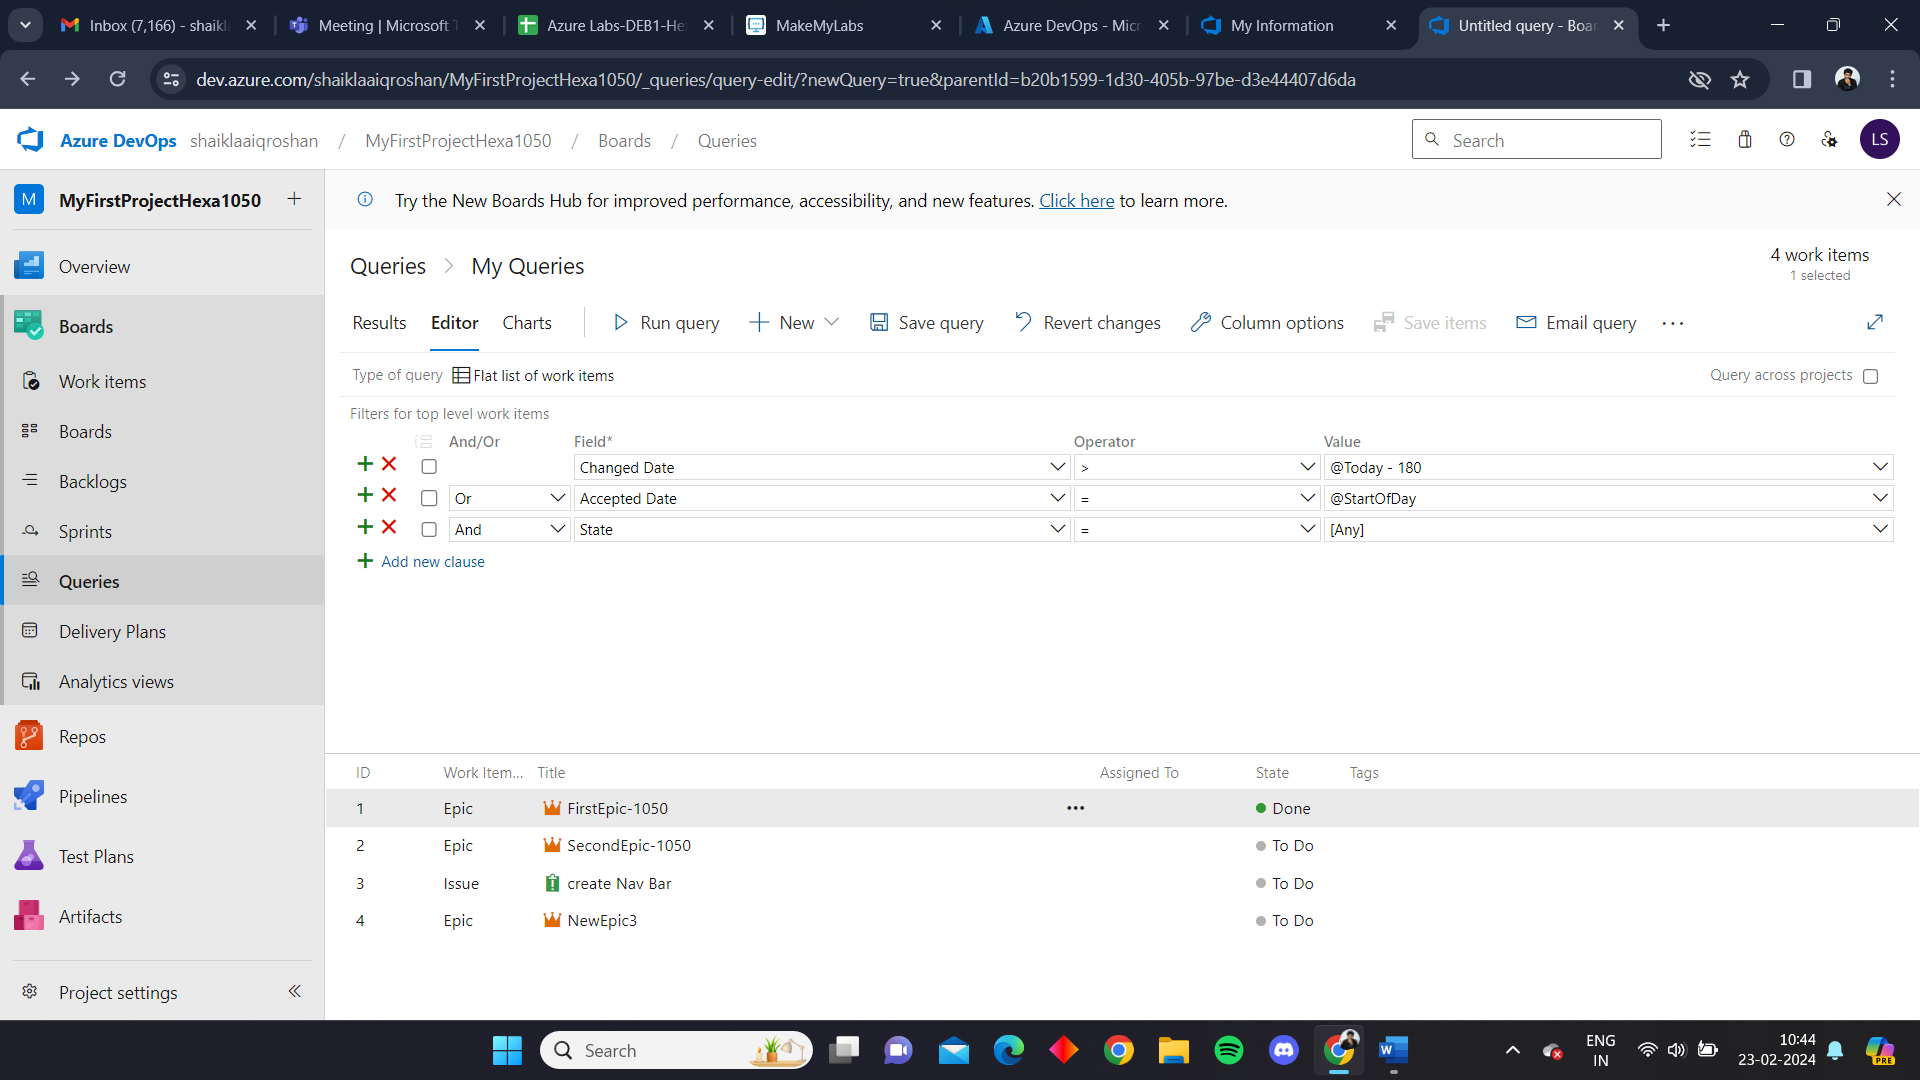 Inbox (7,166) - shaikl
Meeting | Microsoft T
Azure Labs-DEB1-He
MakeMyLabs
Azure DevOps - Micr
My Information
Untitled query - Boar
dev.azure.com/shaiklaaiqroshan/MyFirstProjectHexa1050/_queries/query-edit/?newQuery=true&parentId=b20b1599-1d30-405b-97be-d3e44407d6da
Azure DevOps shaiklaaiqroshan / MyFirstProjectHexa1050 / Boards / Queries
Search
LS
M MyFirstProjectHexa1050
Try the New Boards Hub for improved performance, accessibility, and new features. Click here to learn more.
Overview
Boards
Work items
Boards
Backlogs
Sprints
Queries
Delivery Plans
Analytics views
Repos
Pipelines
Test Plans
Artifacts
Project settings
Queries > My Queries
4 work items
1 selected
Results Editor Charts Run query New Save query Revert changes Column options Save items Email query ...
Type of query Flat list of work items
Query across projects
Filters for top level work items
And/Or Field* Operator Value
Changed Date > @Today - 180
Or Accepted Date = @StartOfDay
And State = [Any]
Add new clause
ID Work Item... Title Assigned To State Tags
1 Epic FirstEpic-1050 ... Done
2 Epic SecondEpic-1050 To Do
3 Issue create Nav Bar To Do
4 Epic NewEpic3 To Do
Search
ENG
IN
10:44
23-02-2024
PRE